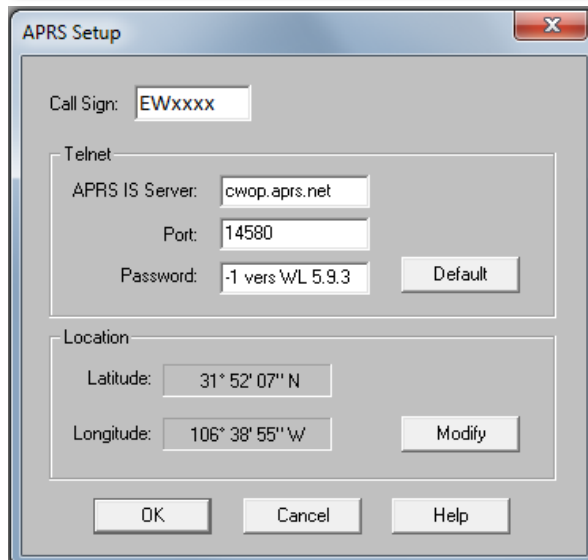 APRS Setup
Call Sign: EWxxxx
Telnet
APRS IS Server: cwop.aprs.net
Port: 14580
Password: -1 vers WL 5.9.3 Default
Location
Latitude: 31° 52' 07" N
Longitude: 106° 38' 55" W Modify
OK Cancel Help